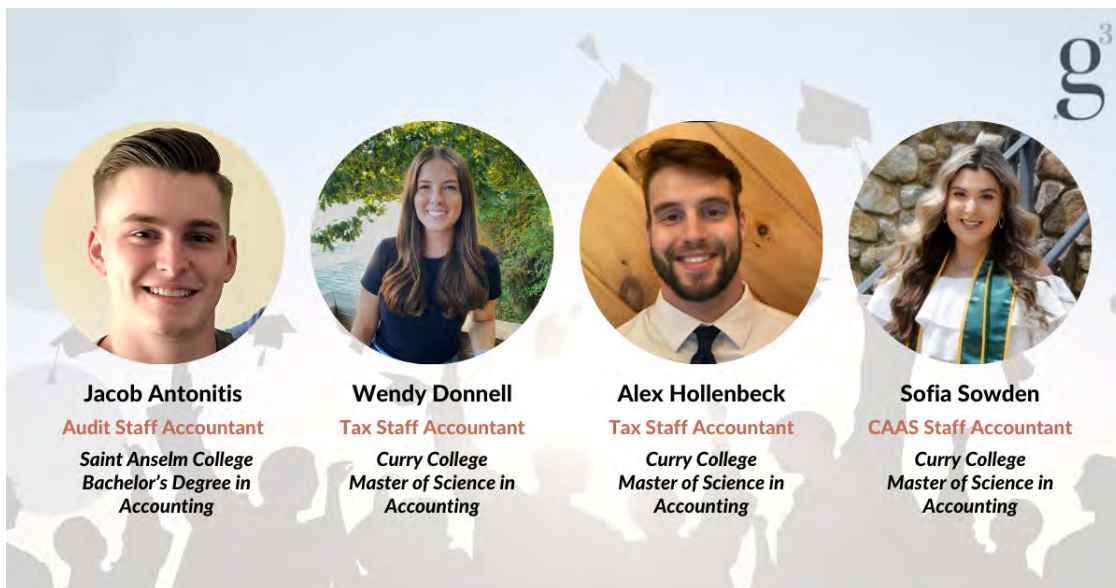 g3
Jacob Antonitis
Audit Staff Accountant
Saint Anselm College
Bachelor’s Degree in
Accounting
Wendy Donnell
Tax Staff Accountant
Curry College
Master of Science in
Accounting
Alex Hollenbeck
Tax Staff Accountant
Curry College
Master of Science in
Accounting
Sofia Sowden
CAAS Staff Accountant
Curry College
Master of Science in
Accounting